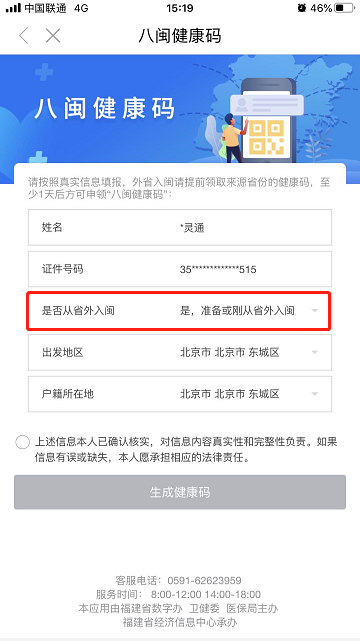 中国联通 4G 15:19 46%
八闽健康码
八闽健康码
请按照真实信息填报，外省入闽请提前领取来源省份的健康码，至
少1天后方可申领“八闽健康码”：
姓名 *灵通
证件号码 35*************515
是否从省外入闽 是，准备或刚从省外入闽
出发地区 北京市 北京市 东城区
户籍所在地 北京市 北京市 东城区
上述信息本人已确认核实，对信息内容真实性和完整性负责。如果
信息有误或缺失，本人愿承担相应的法律责任。
生成健康码
客服电话：0591-62623959
服务时间： 8:00-12:00 14:00-18:00
本应用由福建省数字办 卫健委 医保局主办
福建省经济信息中心承办